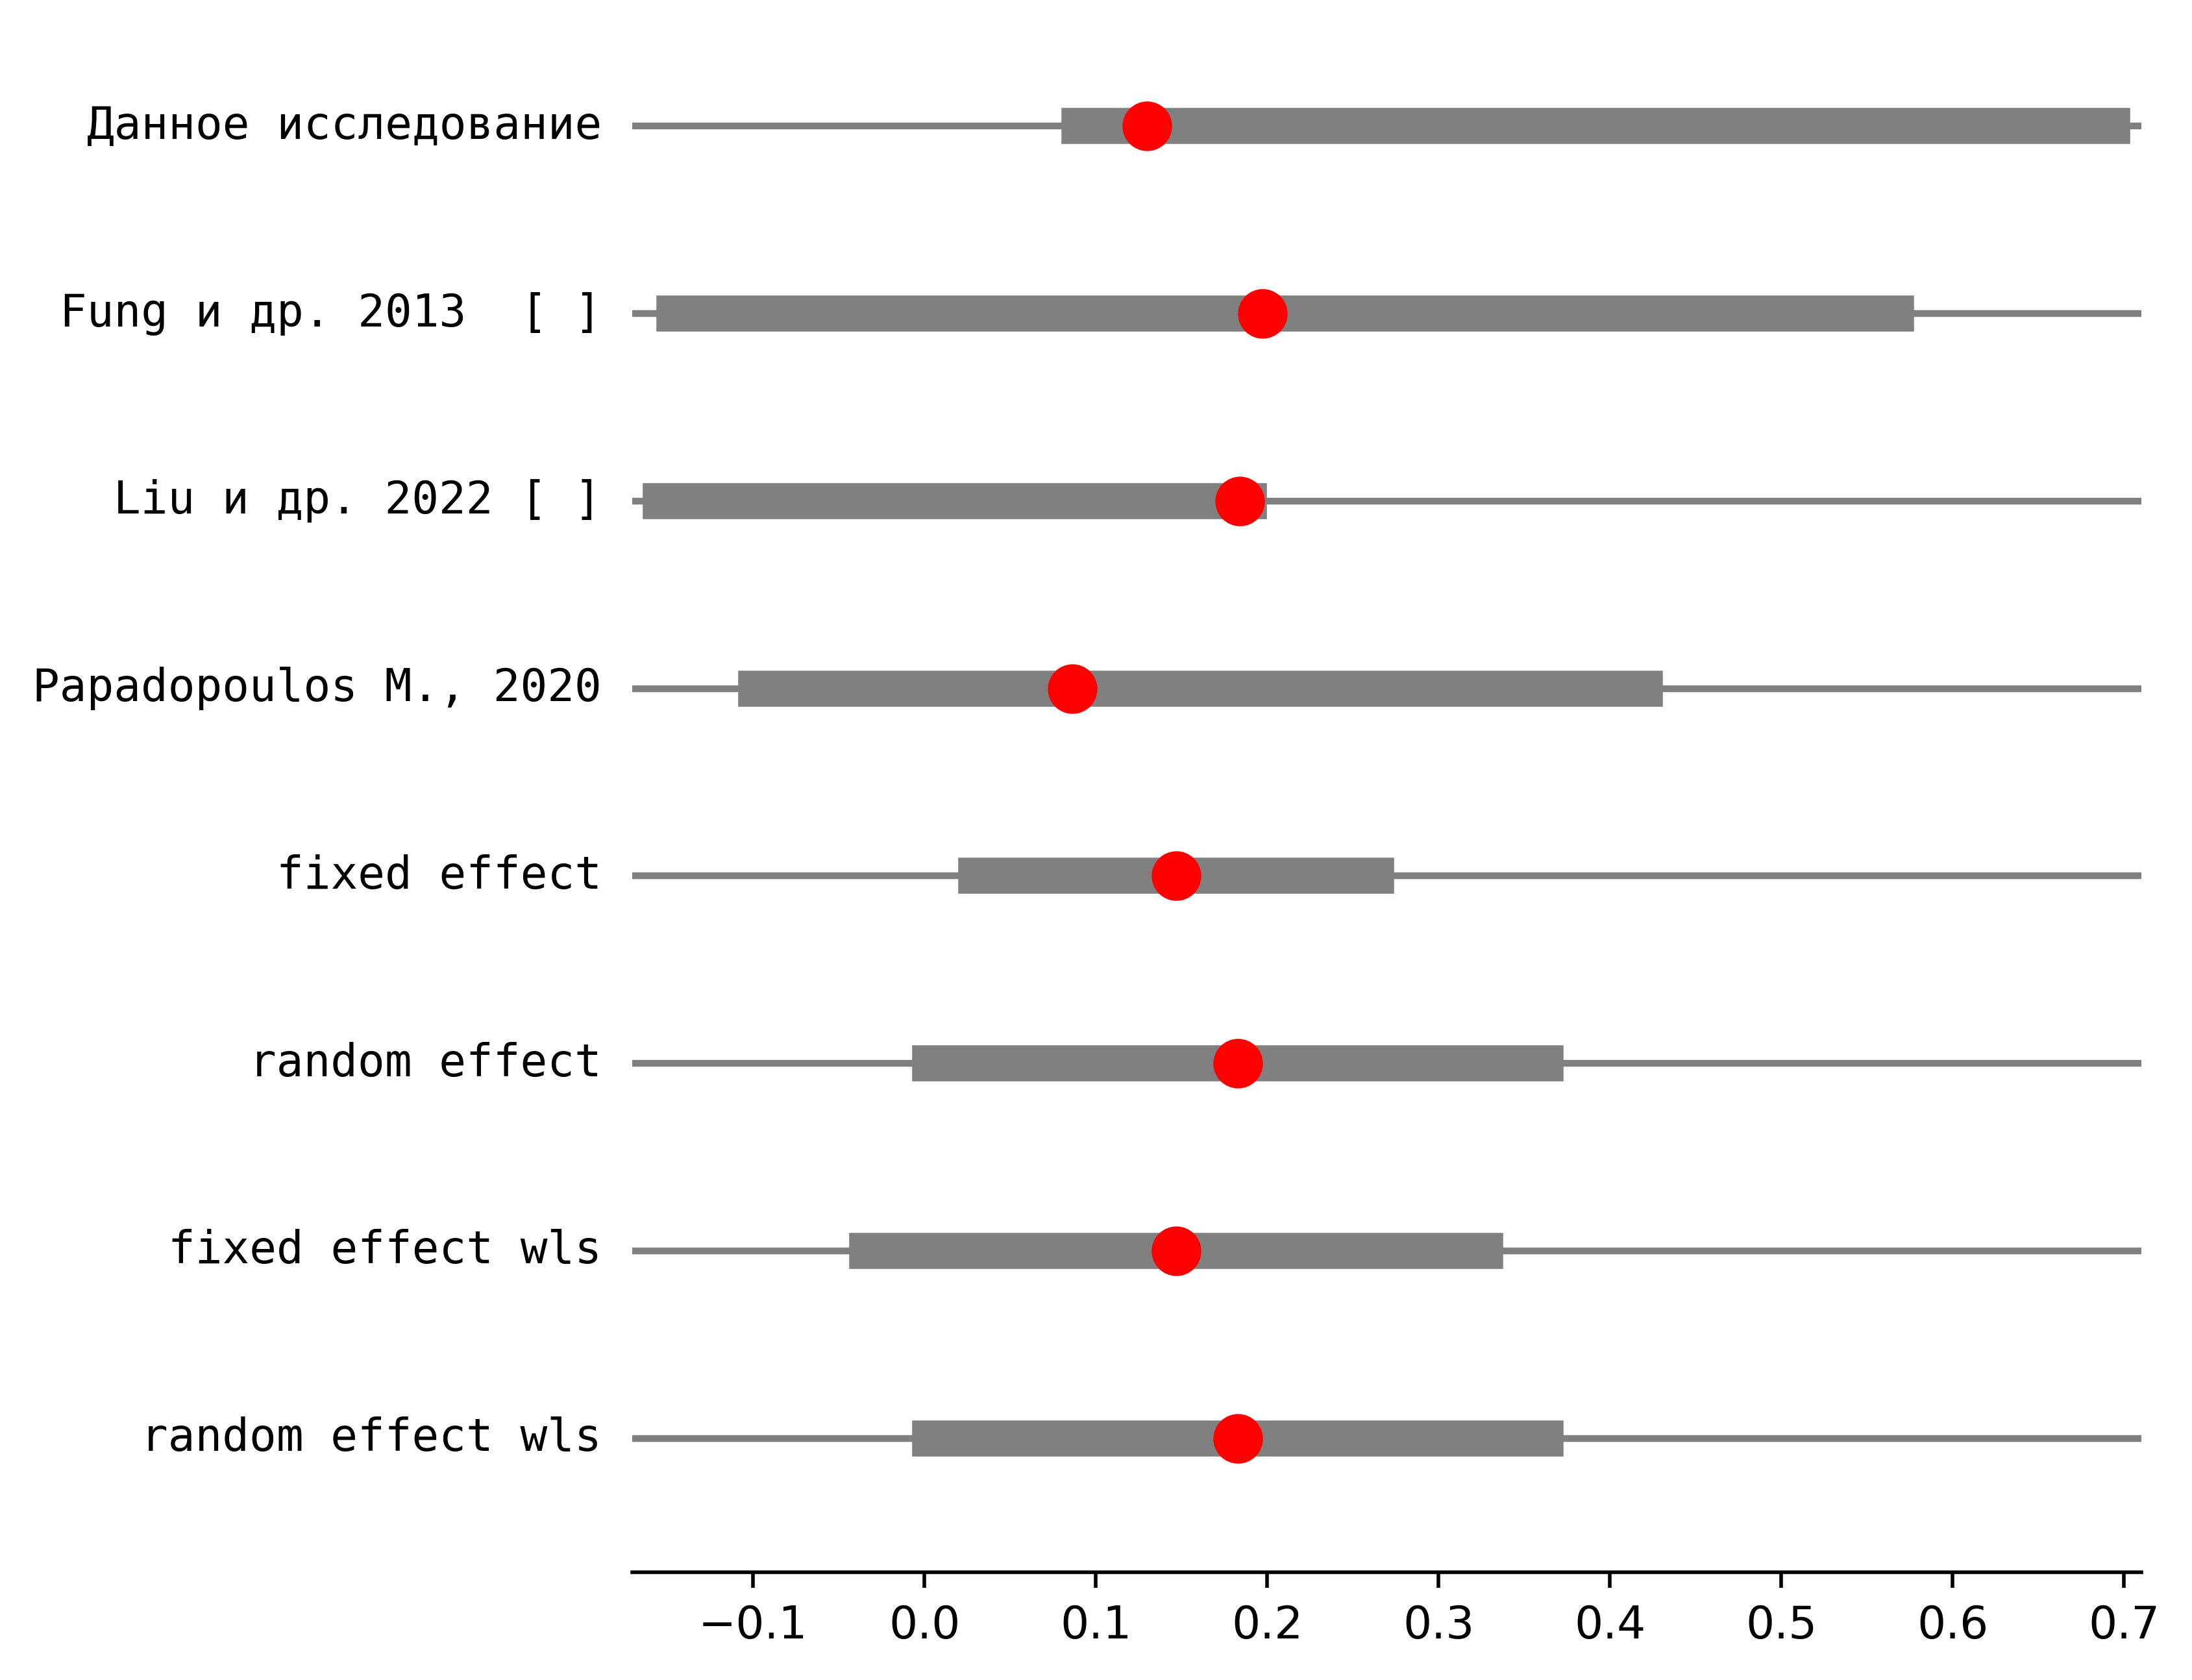 Данное исследование
Fung и др. 2013  [ ]
Liu и др. 2022 [ ]
Papadopoulos M., 2020
fixed effect
random effect
fixed effect wls
random effect wls
−0.1 0.0 0.1 0.2 0.3 0.4 0.5 0.6 0.7